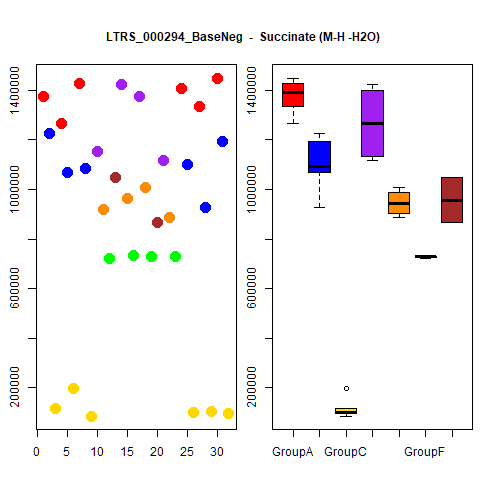 LTRS_000294_BaseNeg - Succinate (M-H -H2O)
1400000
1000000
600000
200000
0 5 10 15 20 25 30
1400000
1000000
600000
200000
GroupA GroupC GroupF